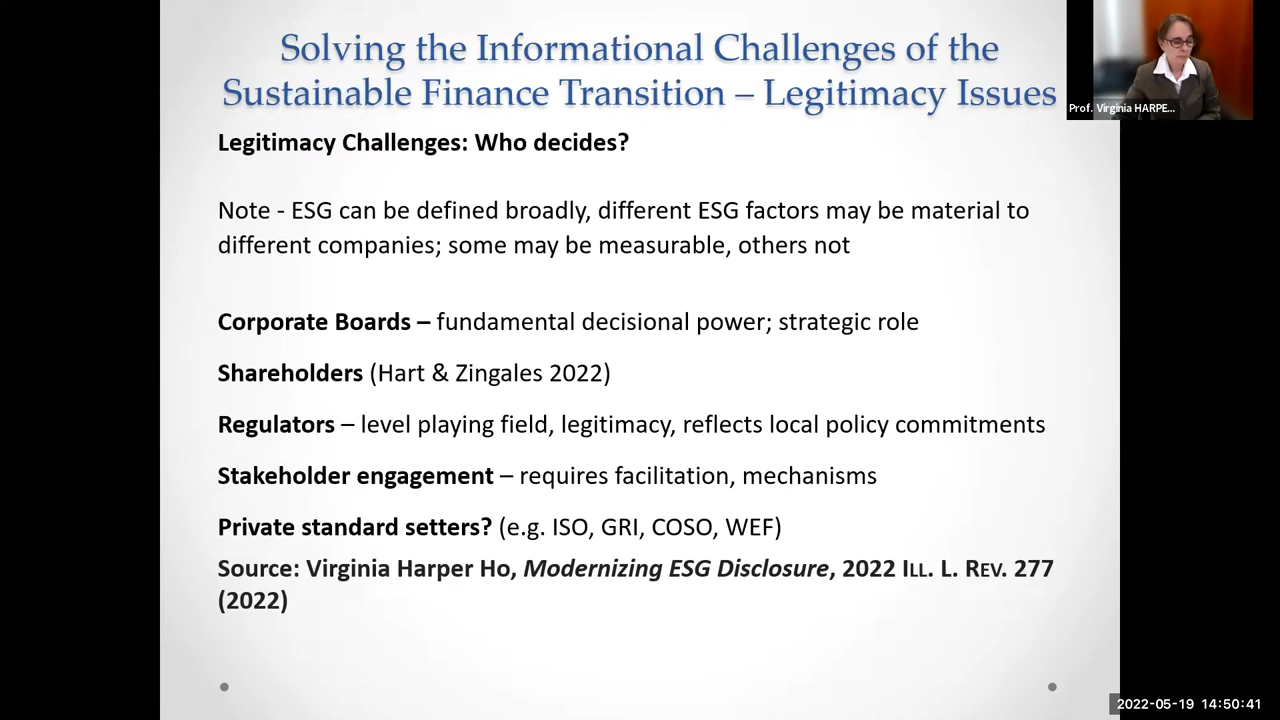 Solving the Informational Challenges of the
Sustainable Finance Transition – Legitimacy Issues
Prof. Virginia HARPE...
Legitimacy Challenges: Who decides?
Note - ESG can be defined broadly, different ESG factors may be material to
different companies; some may be measurable, others not
Corporate Boards – fundamental decisional power; strategic role
Shareholders (Hart & Zingales 2022)
Regulators – level playing field, legitimacy, reflects local policy commitments
Stakeholder engagement – requires facilitation, mechanisms
Private standard setters? (e.g. ISO, GRI, COSO, WEF)
Source: Virginia Harper Ho, Modernizing ESG Disclosure, 2022 ILL. L. REV. 277
(2022)
2022-05-19 14:50:41